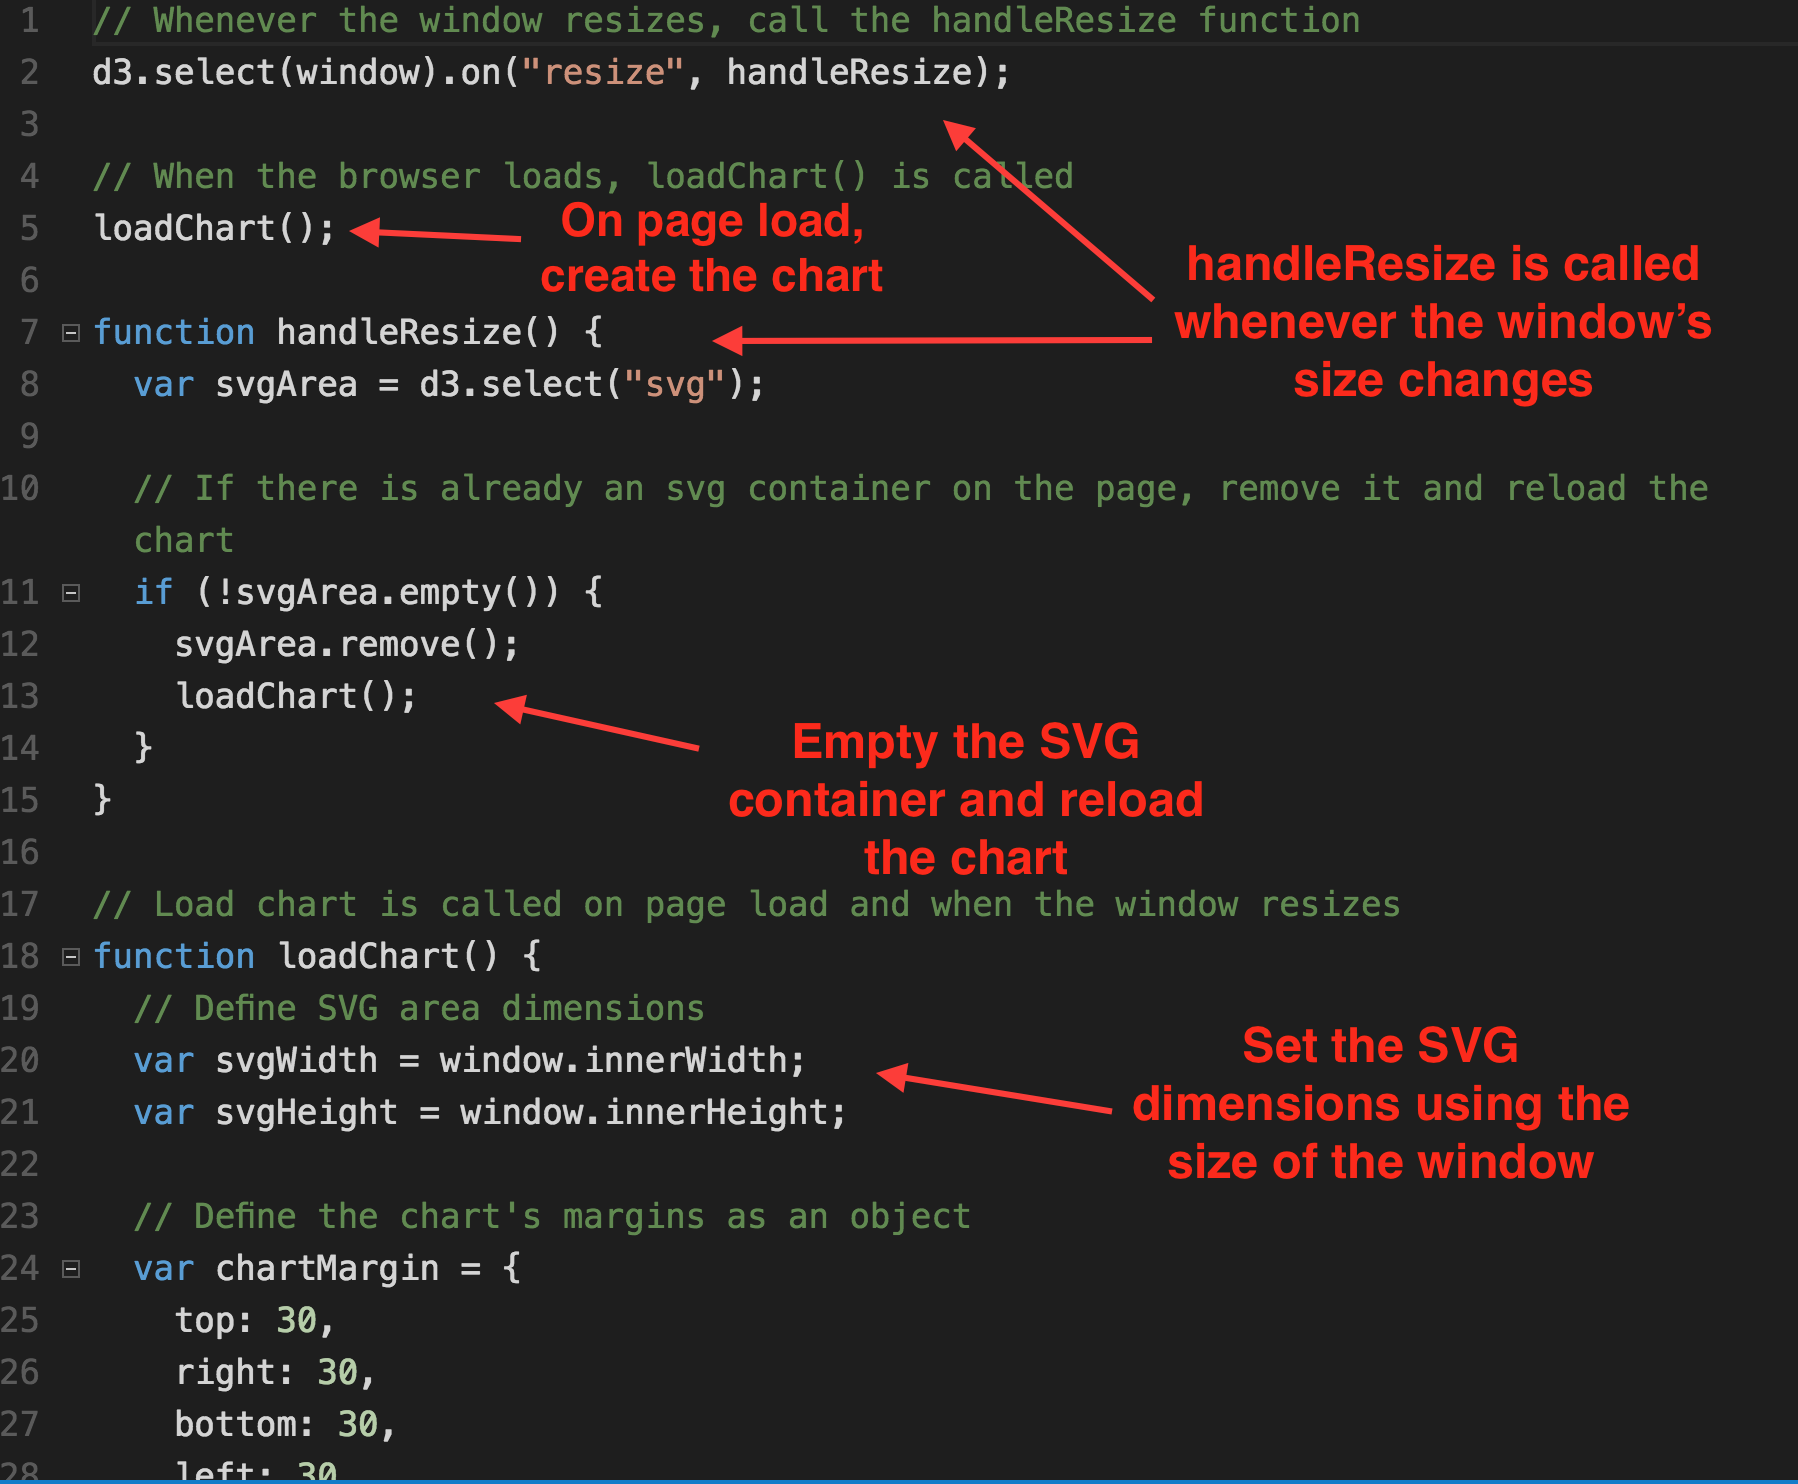 1 // Whenever the window resizes, call the handleResize function
2 d3.select(window).on("resize", handleResize);
3
4 // When the browser loads, loadChart() is called
5 loadChart();
On page load,
create the chart
6
handleResize is called
whenever the window’s
size changes
7 function handleResize() {
8 var svgArea = d3.select("svg");
9
10 // If there is already an svg container on the page, remove it and reload the
chart
11 if (!svgArea.empty()) {
12 svgArea.remove();
13 loadChart();
14 }
15 }
Empty the SVG
container and reload
the chart
16
17 // Load chart is called on page load and when the window resizes
18 function loadChart() {
19 // Define SVG area dimensions
20 var svgWidth = window.innerWidth;
21 var svgHeight = window.innerHeight;
Set the SVG
dimensions using the
size of the window
22
23 // Define the chart's margins as an object
24 var chartMargin = {
25 top: 30,
26 right: 30,
27 bottom: 30,
28 left: 30